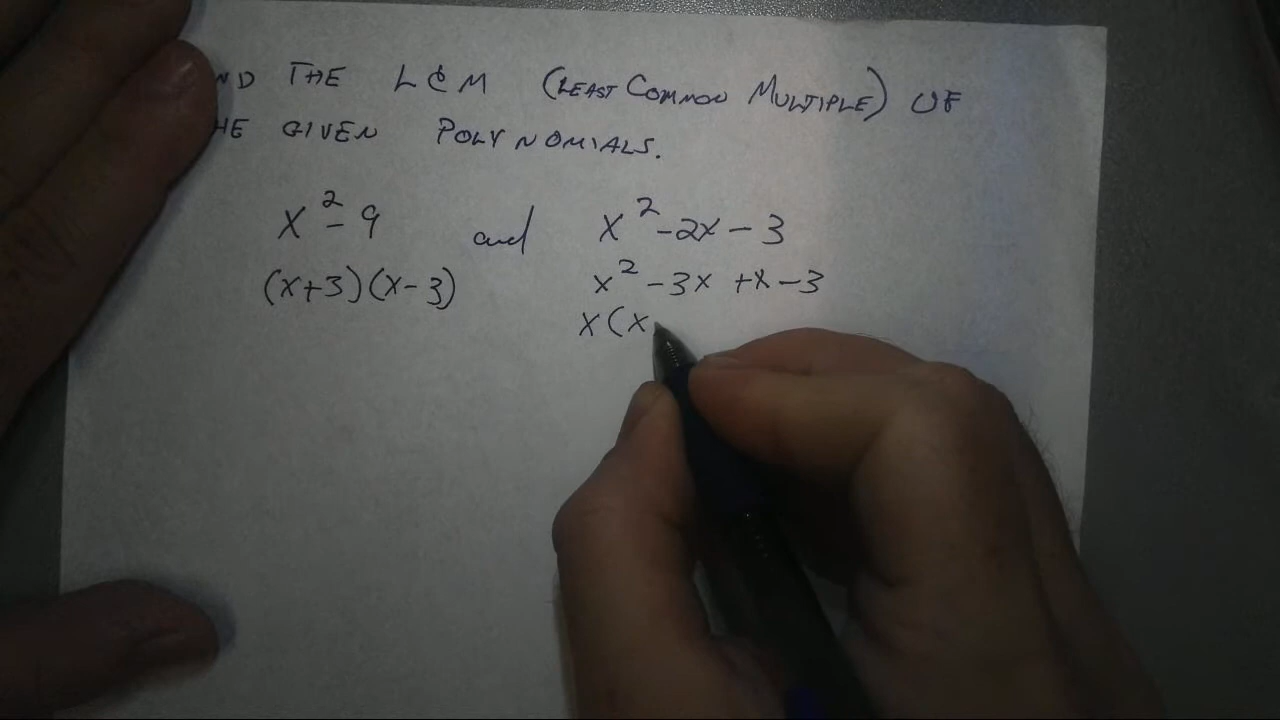 ND THE LCM (LEAST COMMON MULTIPLE) OF
HE GIVEN POLYNOMIALS.
x² - 9 and x² - 2x - 3
(x+3)(x-3) x² - 3x + x - 3
x(x